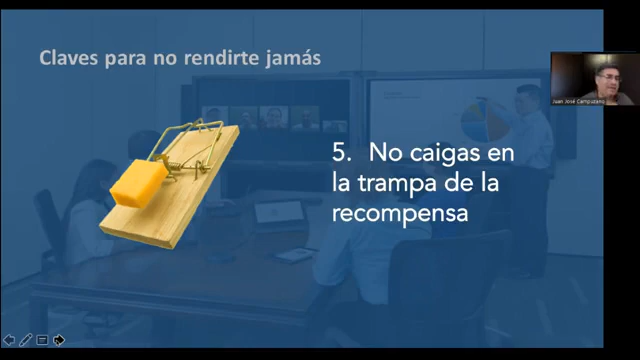 Claves para no rendirte jamás
Juan José Campuzano
5. No caigas en
la trampa de la
recompensa